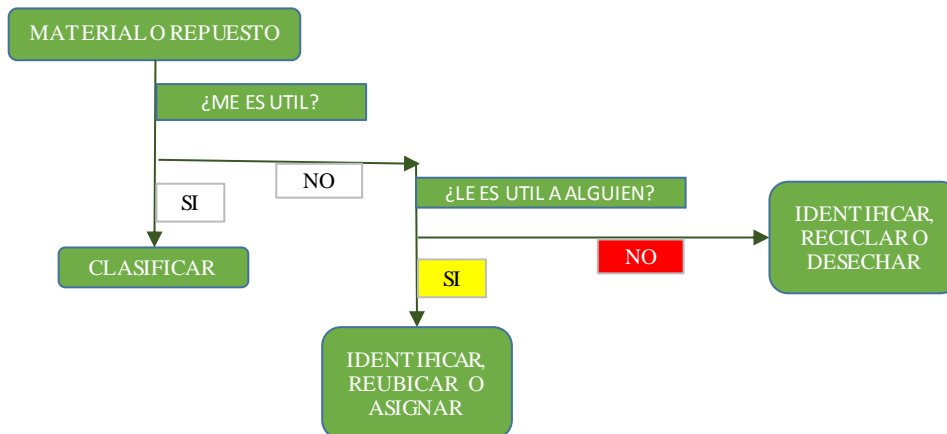 MATERIAL O REPUESTO
¿ME ES UTIL?
NO
SI
¿LE ES UTIL A ALGUIEN?
CLASIFICAR
NO
IDENTIFICAR,
RECICLAR O
DESECHAR
SI
IDENTIFICAR,
REUBICAR O
ASIGNAR